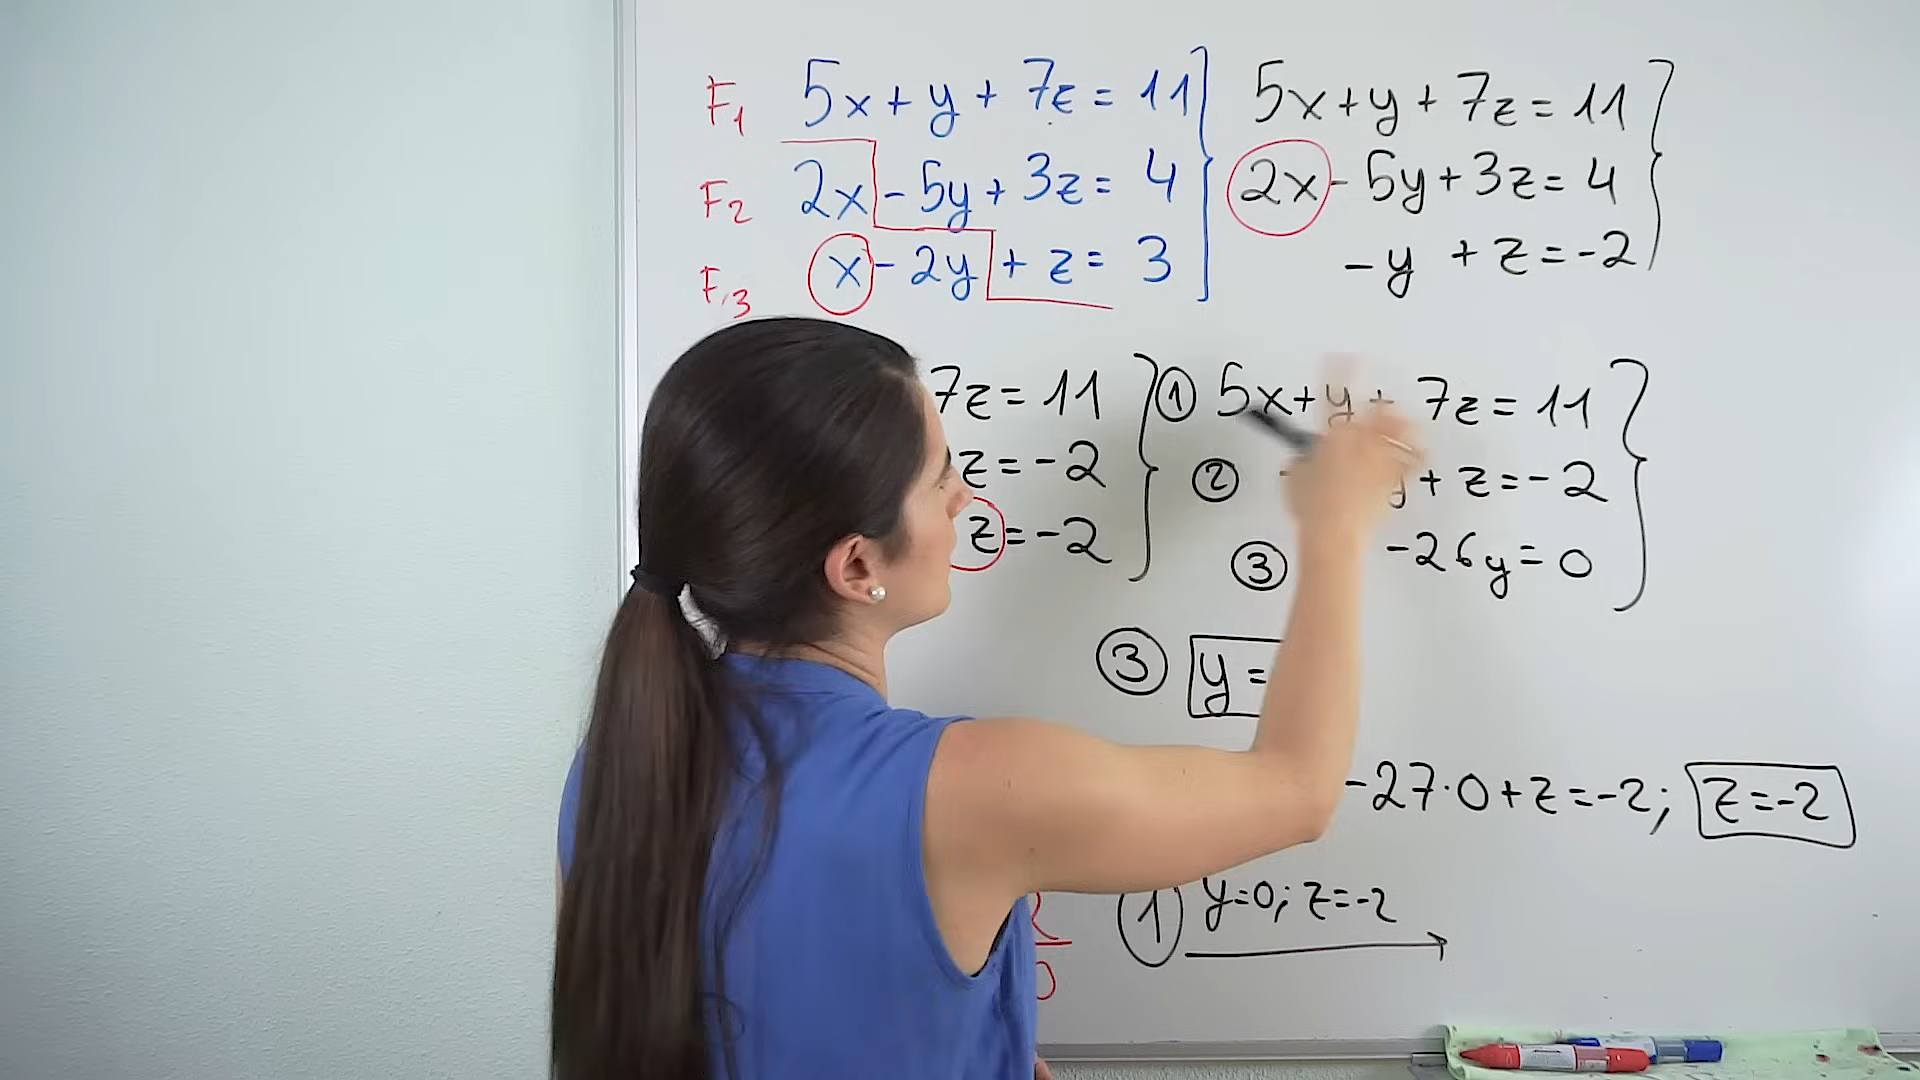 F1 5x + y + 7z = 11
F2 2x - 5y + 3z = 4
F3 x - 2y + z = 3
5x + y + 7z = 11
2x - 5y + 3z = 4
-y + z = -2
7z = 11
z = -2
z = -2
① 5x + y + 7z = 11
② y + z = -2
③ -26y = 0
③ y =
-27·0 + z = -2; z = -2
① y=0; z=-2
0